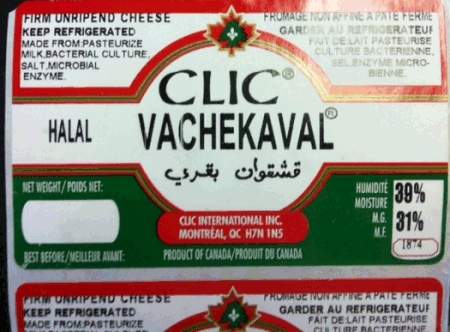 FIRM UNRIPEND CHEESE
KEEP REFRIGERATED
MADE FROM:PASTEURIZE
MILK,BACTERIAL CULTURE,
SALT,MICROBIAL
ENZYME.
FROMAGE NON AFFINE A PATE FERME
GARDER AU REFRIGERATEUR
FAIT DE:LAIT PASTEURISE
CULTURE BACTERIENNE,
SEL,ENZYME MICRO-
BIENNE.
CLIC®
HALAL
VACHEKAVAL®
قشقوان بقري
NET WEIGHT/POIDS NET:
CLIC INTERNATIONAL INC.
MONTRÉAL, QC H7N 1N5
HUMIDITÉ
MOISTURE 39%
M.G.
M.F. 31%
1874
BEST BEFORE/MEILLEUR AVANT:
PRODUCT OF CANADA/PRODUIT DU CANADA
FIRM UNRIPEND CHEESE
KEEP REFRIGERATED
MADE FROM:PASTEURIZE
FROMAGE NON AFFINE A PATE FERME
GARDER AU REFRIGERATEUR
FAIT DE:LAIT PASTEURISE
CULTURE BACTERIENNE